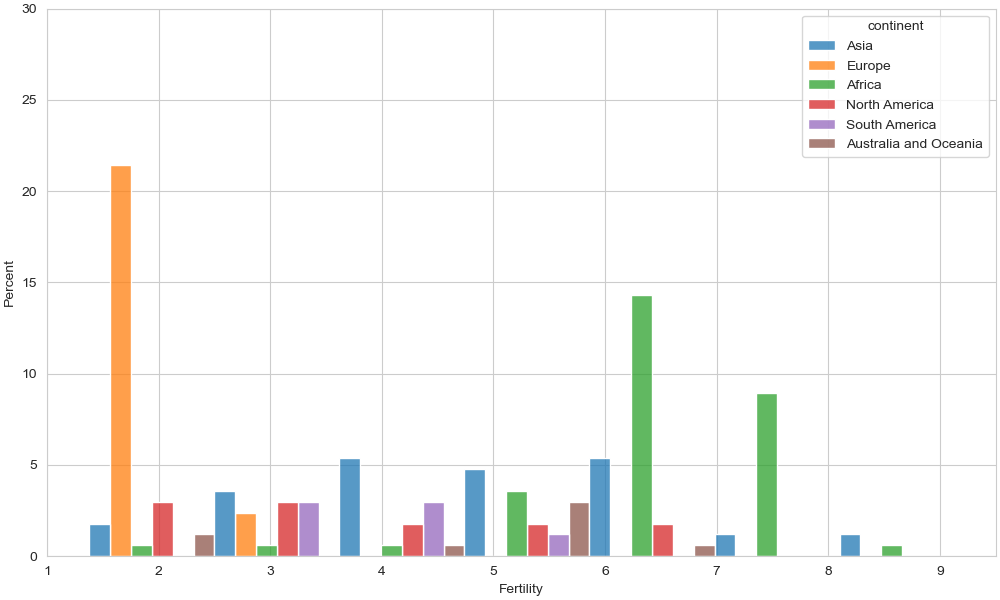 30
25
20
15
10
5
0
Percent
1 2 3 4 5 6 7 8 9
Fertility
continent
Asia
Europe
Africa
North America
South America
Australia and Oceania